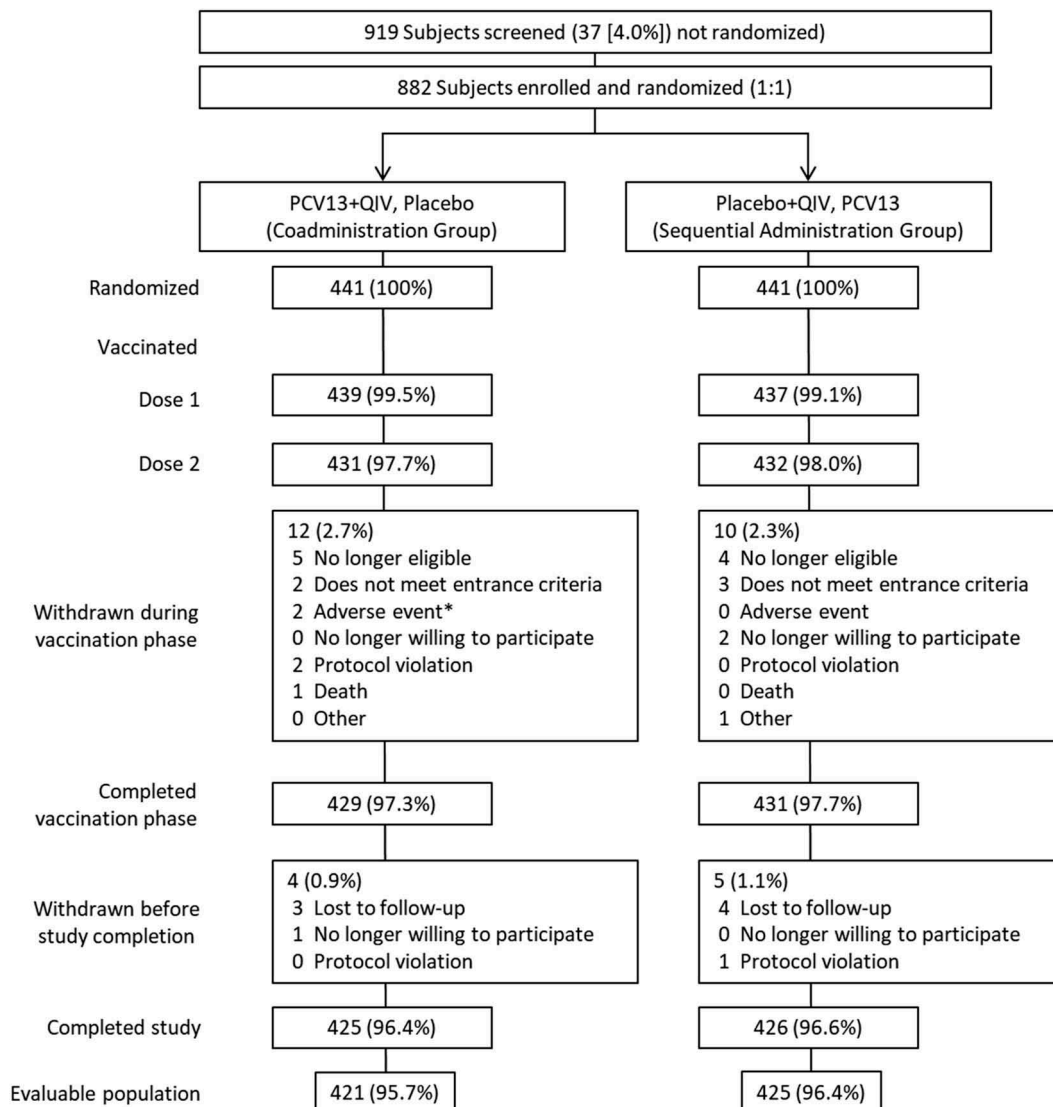 919 Subjects screened (37 [4.0%]) not randomized)
882 Subjects enrolled and randomized (1:1)
PCV13+QIV, Placebo
(Coadministration Group)
Placebo+QIV, PCV13
(Sequential Administration Group)
Randomized
441 (100%)
441 (100%)
Vaccinated
Dose 1
439 (99.5%)
437 (99.1%)
Dose 2
431 (97.7%)
432 (98.0%)
Withdrawn during
vaccination phase
12 (2.7%)
5 No longer eligible
2 Does not meet entrance criteria
2 Adverse event*
0 No longer willing to participate
2 Protocol violation
1 Death
0 Other
10 (2.3%)
4 No longer eligible
3 Does not meet entrance criteria
0 Adverse event
2 No longer willing to participate
0 Protocol violation
0 Death
1 Other
Completed
vaccination phase
429 (97.3%)
431 (97.7%)
Withdrawn before
study completion
4 (0.9%)
3 Lost to follow-up
1 No longer willing to participate
0 Protocol violation
5 (1.1%)
4 Lost to follow-up
0 No longer willing to participate
1 Protocol violation
Completed study
425 (96.4%)
426 (96.6%)
Evaluable population
421 (95.7%)
425 (96.4%)